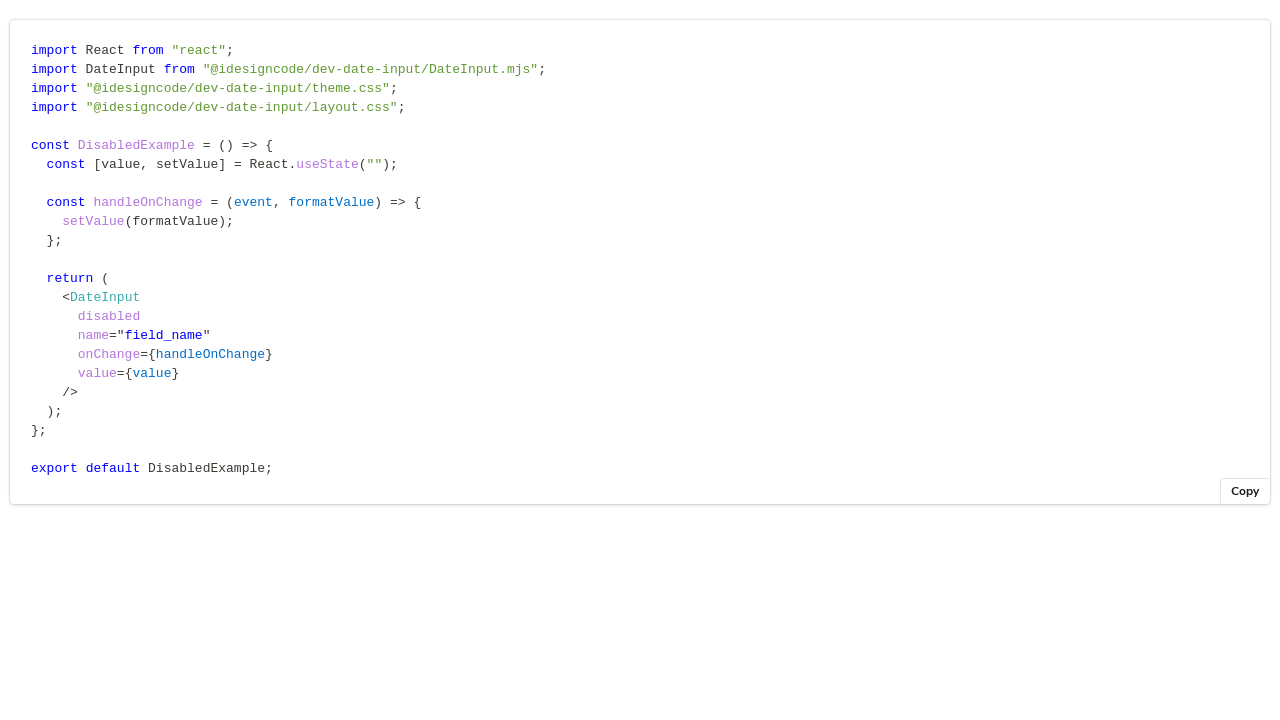 import React from "react";
import DateInput from "@idesigncode/dev-date-input/DateInput.mjs";
import "@idesigncode/dev-date-input/theme.css";
import "@idesigncode/dev-date-input/layout.css";

const DisabledExample = () => {
  const [value, setValue] = React.useState("");

  const handleOnChange = (event, formatValue) => {
    setValue(formatValue);
  };

  return (
    <DateInput
      disabled
      name="field_name"
      onChange={handleOnChange}
      value={value}
    />
  );
};

export default DisabledExample;
Copy